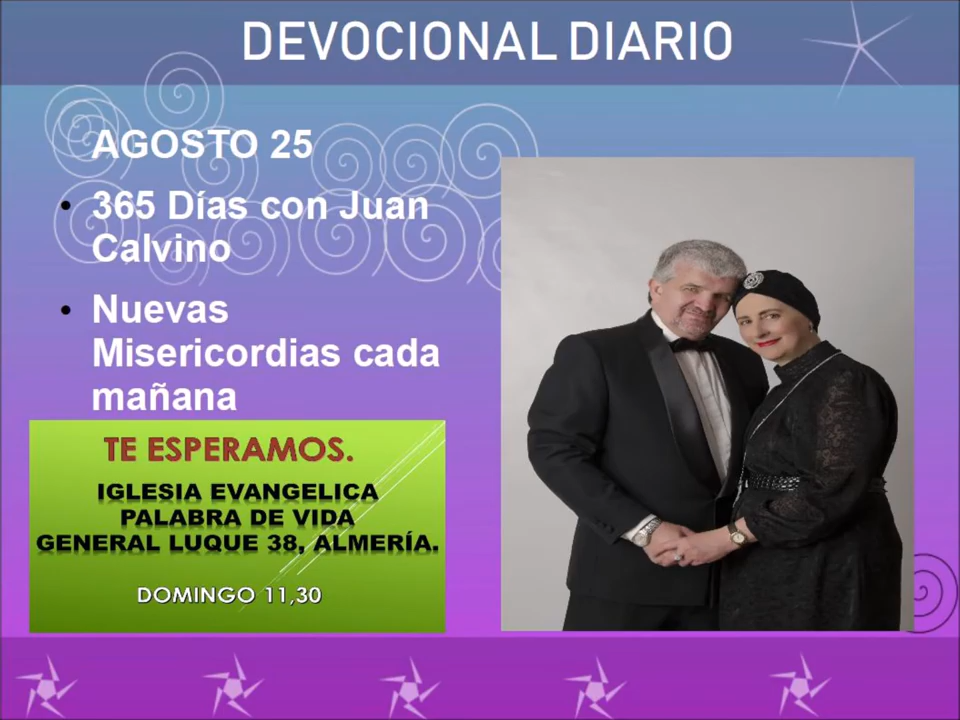 DEVOCIONAL DIARIO
AGOSTO 25
• 365 Días con Juan
Calvino
• Nuevas
Misericordias cada
mañana
TE ESPERAMOS.
IGLESIA EVANGELICA
PALABRA DE VIDA
GENERAL LUQUE 38, ALMERÍA.
DOMINGO 11,30